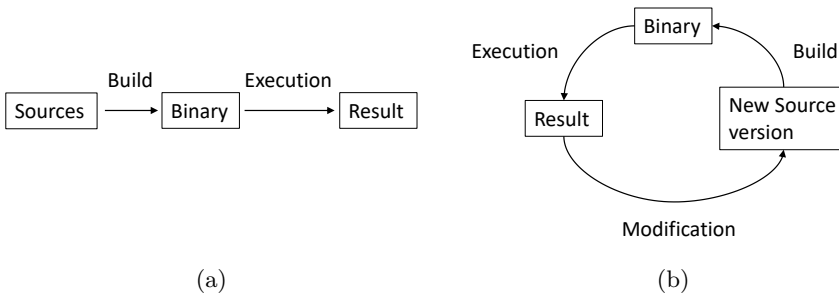 Build
Execution
Sources
Binary
Result
(a)
Binary
Execution
Build
Result
New Source
version
Modification
(b)